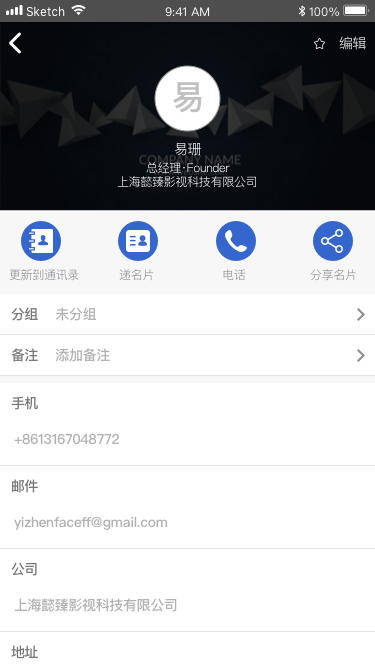 Sketch 9:41 AM 100%
编辑
易
COMPANY NAME
易珊
总经理·Founder
上海懿臻影视科技有限公司
更新到通讯录 递名片 电话 分享名片
分组 未分组
备注 添加备注
手机
+8613167048772
邮件
yizhenfaceff@gmail.com
公司
上海懿臻影视科技有限公司
地址